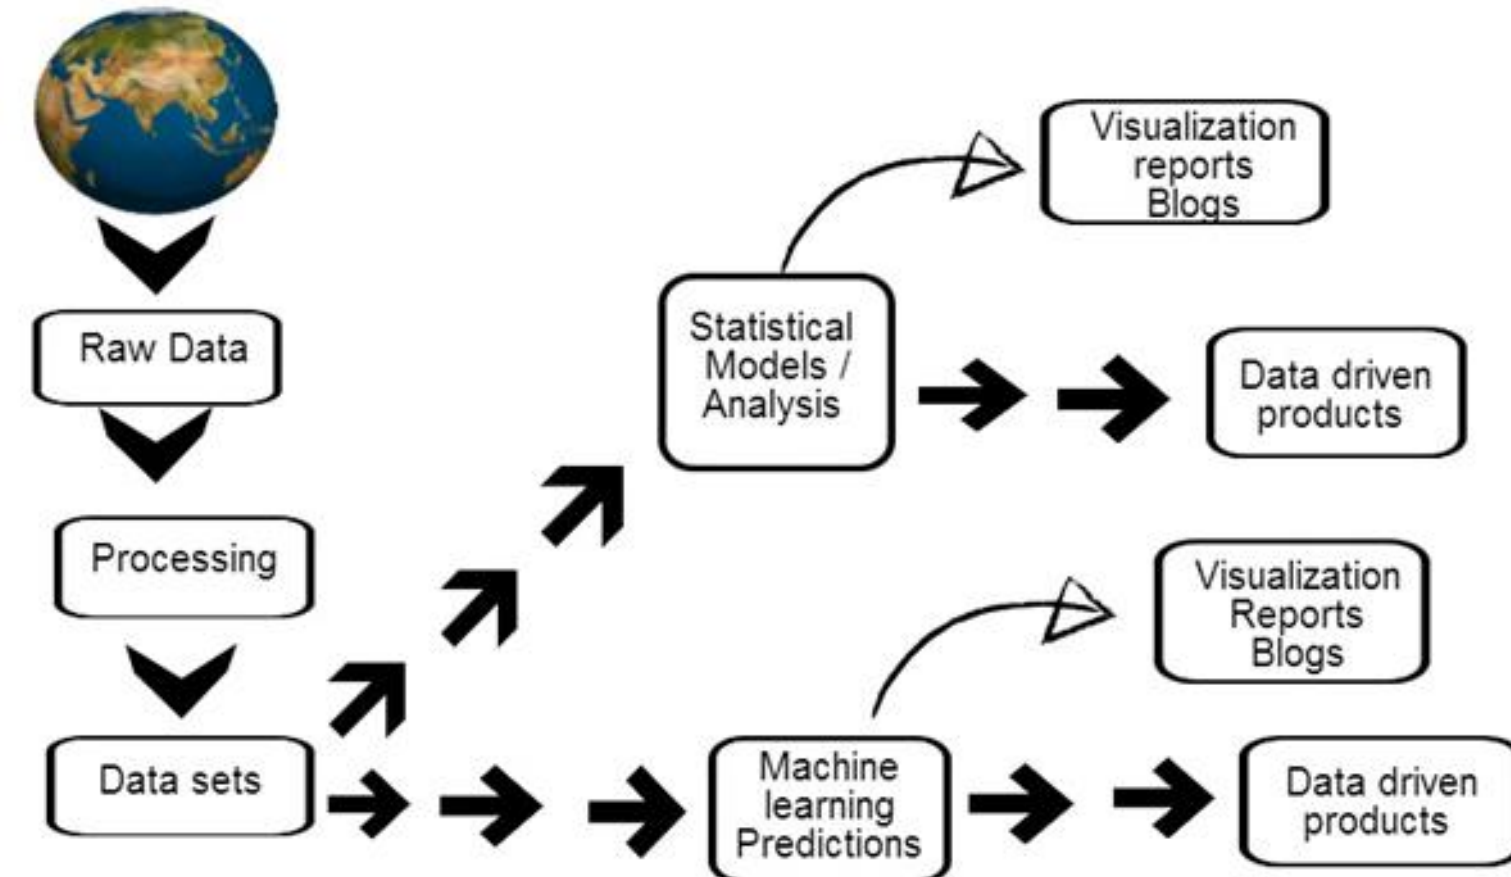 Raw Data
Processing
Data sets
Statistical
Models /
Analysis
Visualization
reports
Blogs
Data driven
products
Machine
learning
Predictions
Visualization
Reports
Blogs
Data driven
products